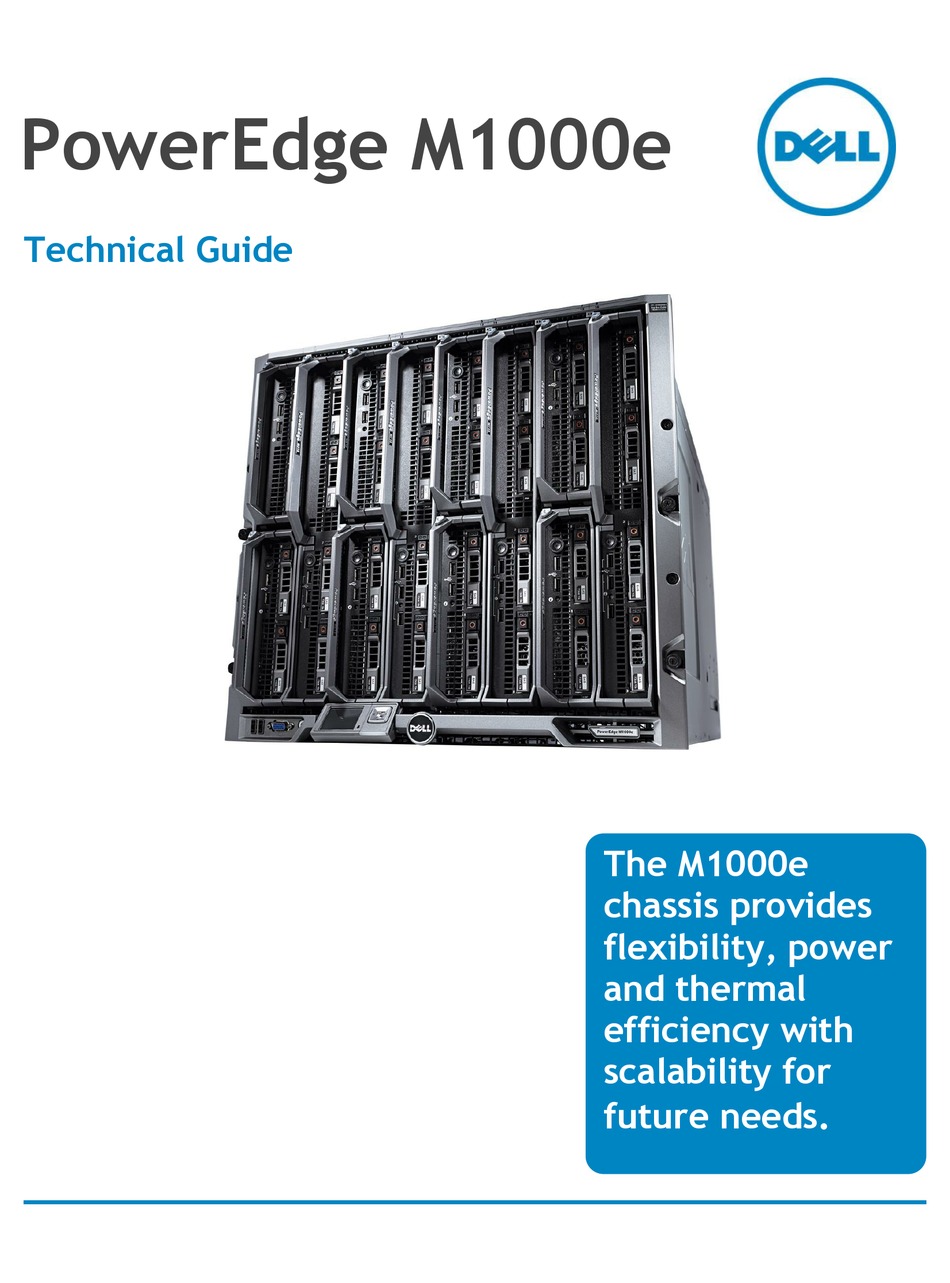 PowerEdge M1000e
DELL
Technical Guide
DELL
PowerEdge M1000e
The M1000e
chassis provides
flexibility, power
and thermal
efficiency with
scalability for
future needs.